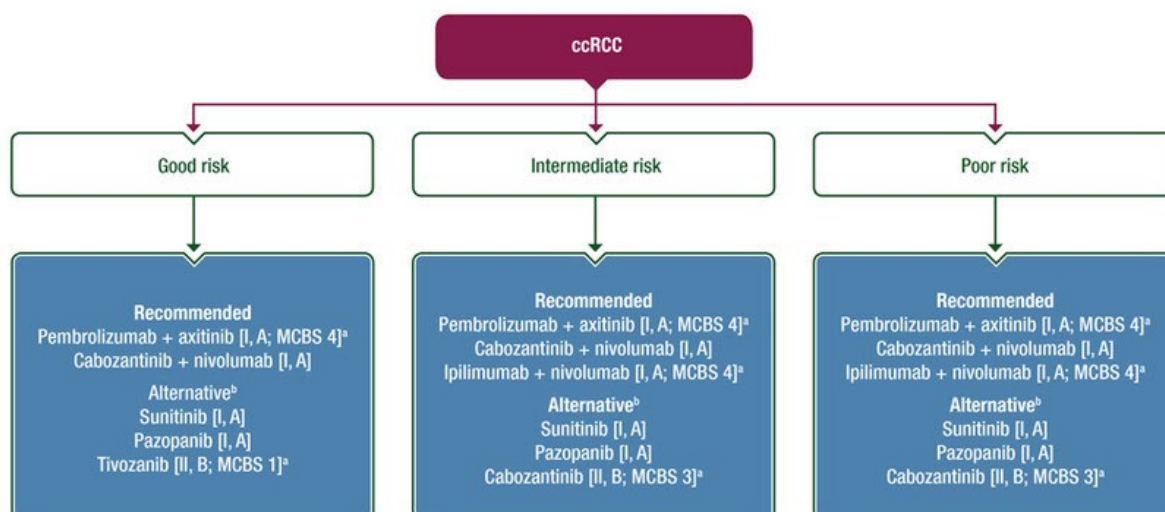 ccRCC
Good risk
Intermediate risk
Poor risk
Recommended
Pembrolizumab + axitinib [I, A; MCBS 4]ᵃ
Cabozantinib + nivolumab [I, A]
Alternativeᵇ
Sunitinib [I, A]
Pazopanib [I, A]
Tivozanib [II, B; MCBS 1]ᵃ
Recommended
Pembrolizumab + axitinib [I, A; MCBS 4]ᵃ
Cabozantinib + nivolumab [I, A]
Ipilimumab + nivolumab [I, A; MCBS 4]ᵃ
Alternativeᵇ
Sunitinib [I, A]
Pazopanib [I, A]
Cabozantinib [II, B; MCBS 3]ᵃ
Recommended
Pembrolizumab + axitinib [I, A; MCBS 4]ᵃ
Cabozantinib + nivolumab [I, A]
Ipilimumab + nivolumab [I, A; MCBS 4]ᵃ
Alternativeᵇ
Sunitinib [I, A]
Pazopanib [I, A]
Cabozantinib [II, B; MCBS 3]ᵃ